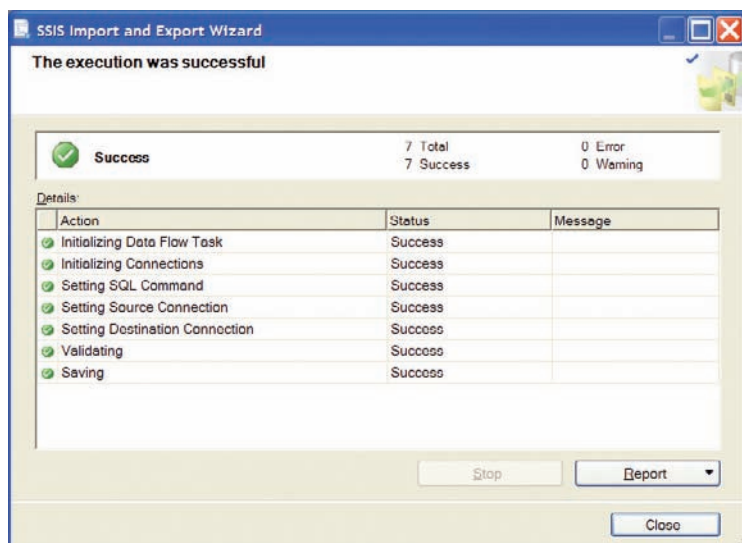 SSIS Import and Export Wizard
The execution was successful
Success 7 Total 0 Error
7 Success 0 Warning
Details:
Action Status Message
Initializing Data Flow Task Success
Initializing Connections Success
Setting SQL Command Success
Setting Source Connection Success
Setting Destination Connection Success
Validating Success
Saving Success
Stop Report
Close